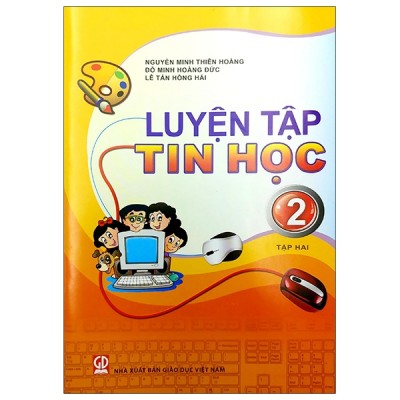 NGUYỄN MINH THIÊN HOÀNG
ĐỖ MINH HOÀNG ĐỨC
LÊ TẤN HỒNG HẢI
LUYỆN TẬP
TIN HỌC
2
TẬP HAI
GD
NHÀ XUẤT BẢN GIÁO DỤC VIỆT NAM